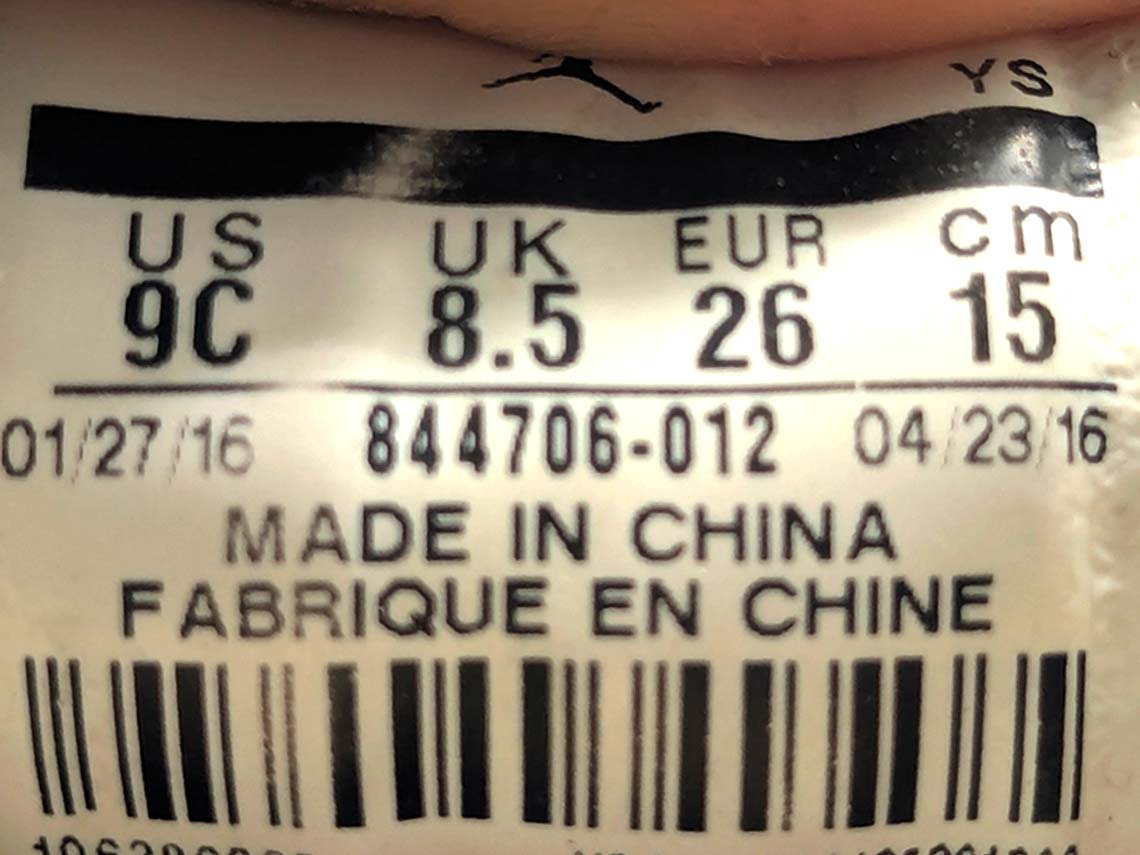 YS
US UK EUR cm
9C 8.5 26 15
01/27/16 844706-012 04/23/16
MADE IN CHINA
FABRIQUE EN CHINE